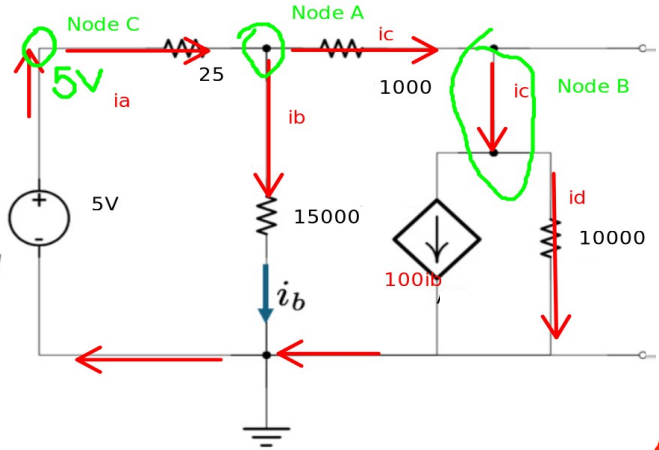 Node C
Node A
ic
5V
25
1000
ia
ib
ic
Node B
+
-
5V
15000
id
10000
100ib
i_b